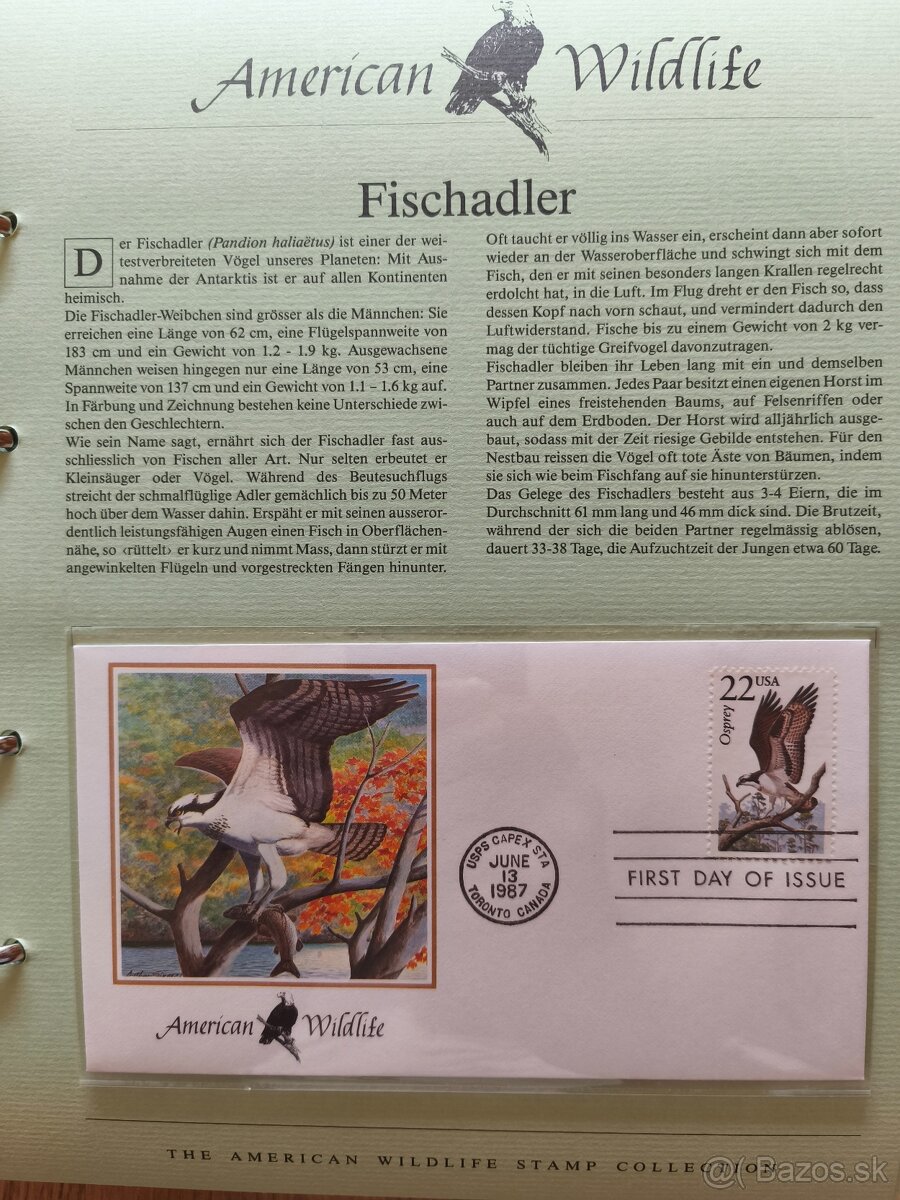 American Wildlife
Fischadler
Der Fischadler (Pandion haliaëtus) ist einer der wei-
testverbreiteten Vögel unseres Planeten: Mit Aus-
nahme der Antarktis ist er auf allen Kontinenten
heimisch.
Die Fischadler-Weibchen sind grösser als die Männchen: Sie
erreichen eine Länge von 62 cm, eine Flügelspannweite von
183 cm und ein Gewicht von 1.2 - 1.9 kg. Ausgewachsene
Männchen weisen hingegen nur eine Länge von 53 cm, eine
Spannweite von 137 cm und ein Gewicht von 1.1 – 1.6 kg auf.
In Färbung und Zeichnung bestehen keine Unterschiede zwi-
schen den Geschlechtern.
Wie sein Name sagt, ernährt sich der Fischadler fast aus-
schliesslich von Fischen aller Art. Nur selten erbeutet er
Kleinsäuger oder Vögel. Während des Beutesuchflugs
streicht der schmalflüglige Adler gemächlich bis zu 50 Meter
hoch über dem Wasser dahin. Erspäht er mit seinen ausseror-
dentlich leistungsfähigen Augen einen Fisch in Oberflächen-
nähe, so ‹rüttelt› er kurz und nimmt Mass, dann stürzt er mit
angewinkelten Flügeln und vorgestreckten Fängen hinunter.
Oft taucht er völlig ins Wasser ein, erscheint dann aber sofort
wieder an der Wasseroberfläche und schwingt sich mit dem
Fisch, den er mit seinen besonders langen Krallen regelrecht
erdolcht hat, in die Luft. Im Flug dreht er den Fisch so, dass
dessen Kopf nach vorn schaut, und vermindert dadurch den
Luftwiderstand. Fische bis zu einem Gewicht von 2 kg ver-
mag der tüchtige Greifvogel davonzutragen.
Fischadler bleiben ihr Leben lang mit ein und demselben
Partner zusammen. Jedes Paar besitzt einen eigenen Horst im
Wipfel eines freistehenden Baums, auf Felsenriffen oder
auch auf dem Erdboden. Der Horst wird alljährlich ausge-
baut, sodass mit der Zeit riesige Gebilde entstehen. Für den
Nestbau reissen die Vögel oft tote Äste von Bäumen, indem
sie sich wie beim Fischfang auf sie hinunterstürzen.
Das Gelege des Fischadlers besteht aus 3-4 Eiern, die im
Durchschnitt 61 mm lang und 46 mm dick sind. Die Brutzeit,
während der sich die beiden Partner regelmässig ablösen,
dauert 33-38 Tage, die Aufzuchtzeit der Jungen etwa 60 Tage.
22 USA
Osprey
USPS CAPEX STA
JUNE
13
1987
TORONTO CANADA
FIRST DAY OF ISSUE
American Wildlife
THE AMERICAN WILDLIFE STAMP COLLECTION
Bazos.sk